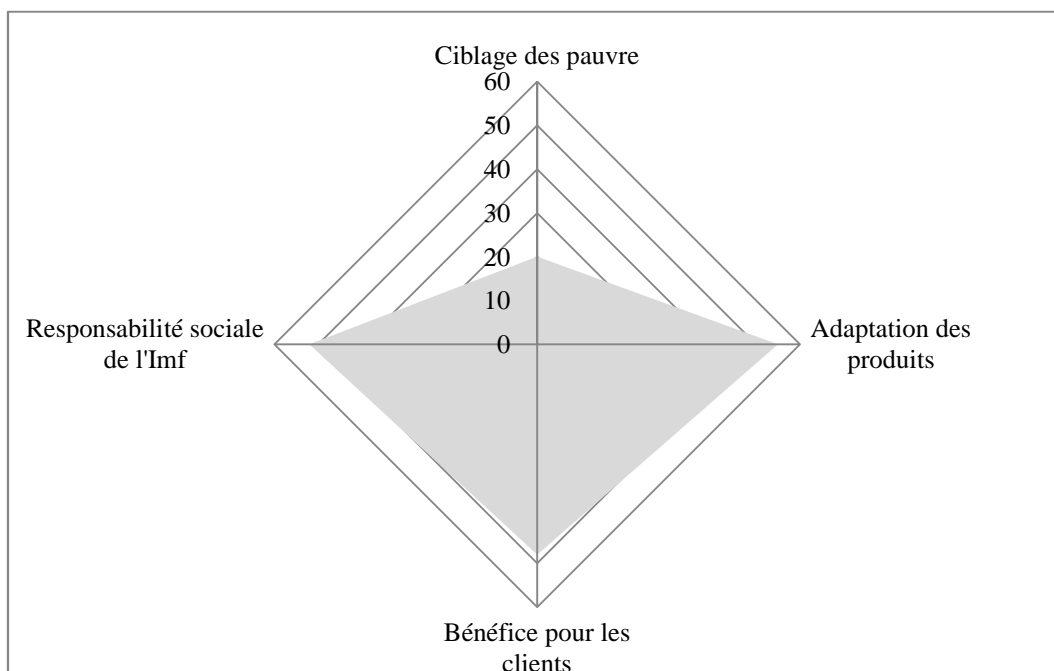 Ciblage des pauvre
60
50
40
30
20
10
0
Responsabilité sociale
de l'Imf
Adaptation des
produits
Bénéfice pour les
clients